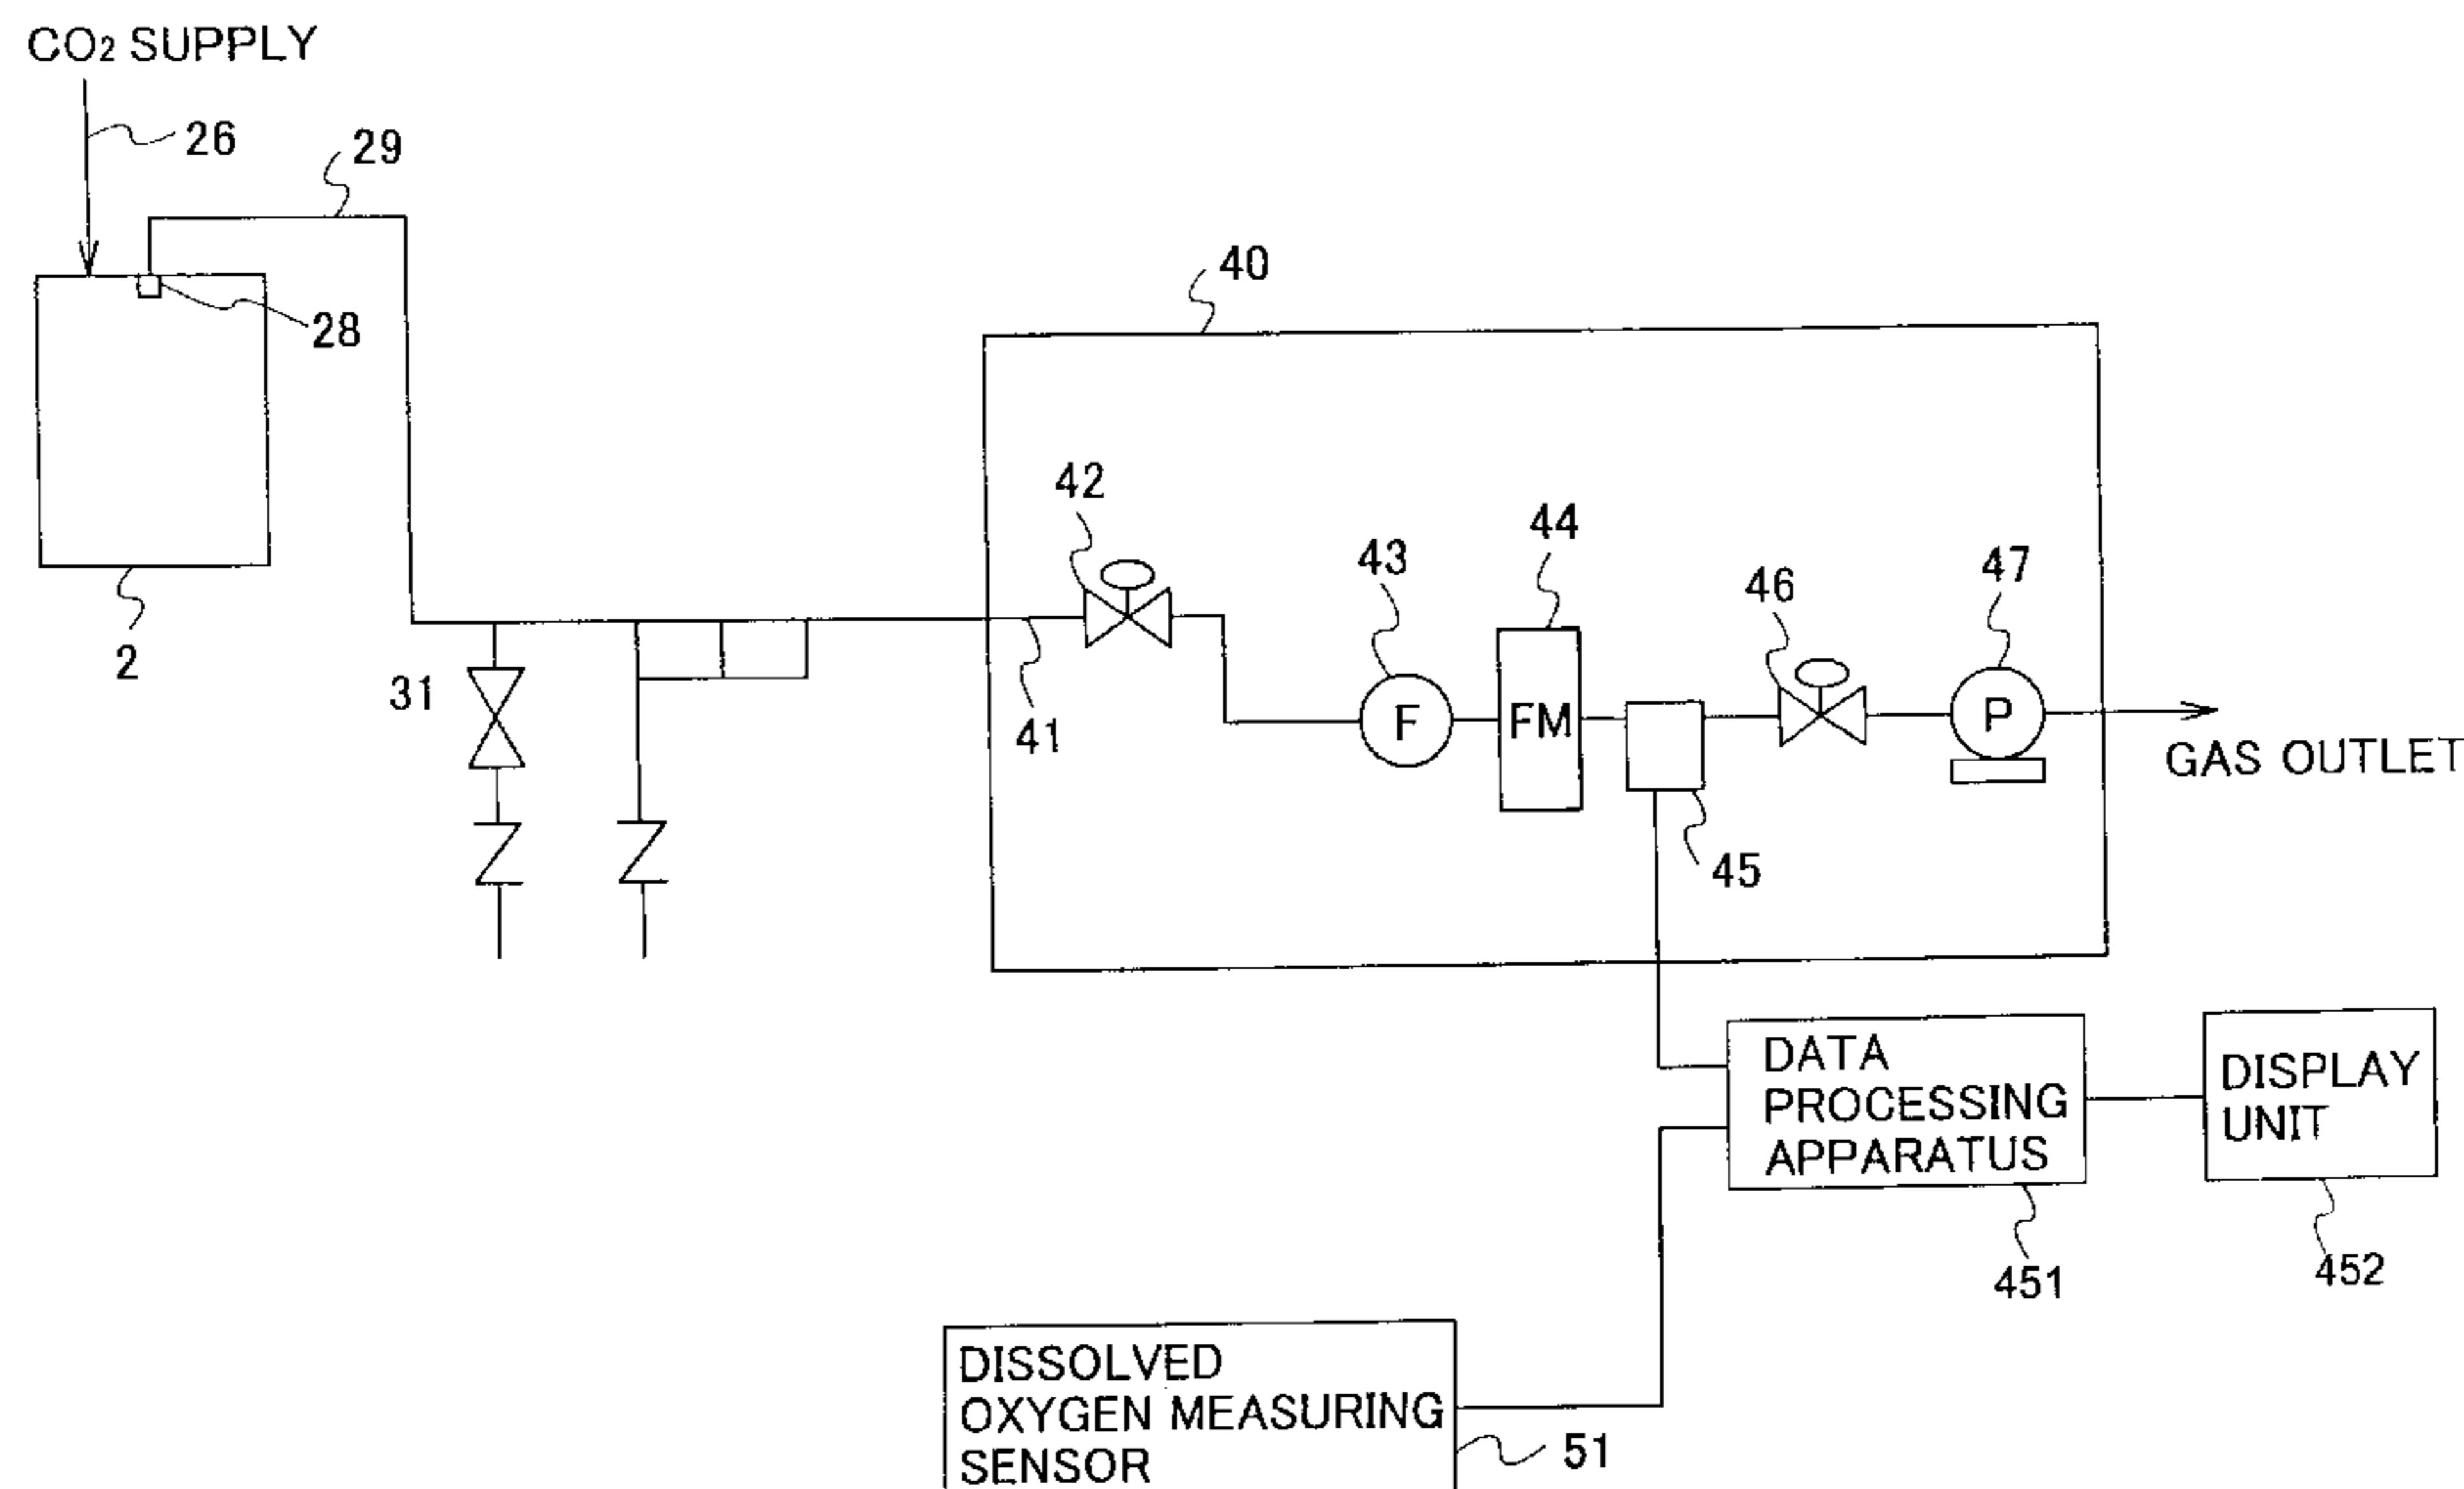 CO2 SUPPLY
26
29
28
2
31
40
41
42
43
F
44
FM
45
46
47
P
GAS OUTLET
DATA
PROCESSING
APPARATUS
451
DISPLAY
UNIT
452
DISSOLVED
OXYGEN MEASURING
SENSOR
51